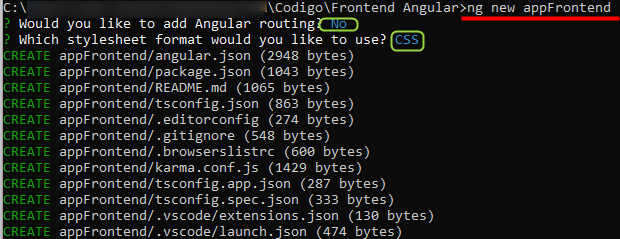 C:\ \Codigo\Frontend Angular>ng new appFrontend
? Would you like to add Angular routing? No
? Which stylesheet format would you like to use? CSS
CREATE appFrontend/angular.json (2948 bytes)
CREATE appFrontend/package.json (1043 bytes)
CREATE appFrontend/README.md (1065 bytes)
CREATE appFrontend/tsconfig.json (863 bytes)
CREATE appFrontend/.editorconfig (274 bytes)
CREATE appFrontend/.gitignore (548 bytes)
CREATE appFrontend/.browserslistrc (600 bytes)
CREATE appFrontend/karma.conf.js (1429 bytes)
CREATE appFrontend/tsconfig.app.json (287 bytes)
CREATE appFrontend/tsconfig.spec.json (333 bytes)
CREATE appFrontend/.vscode/extensions.json (130 bytes)
CREATE appFrontend/.vscode/launch.json (474 bytes)